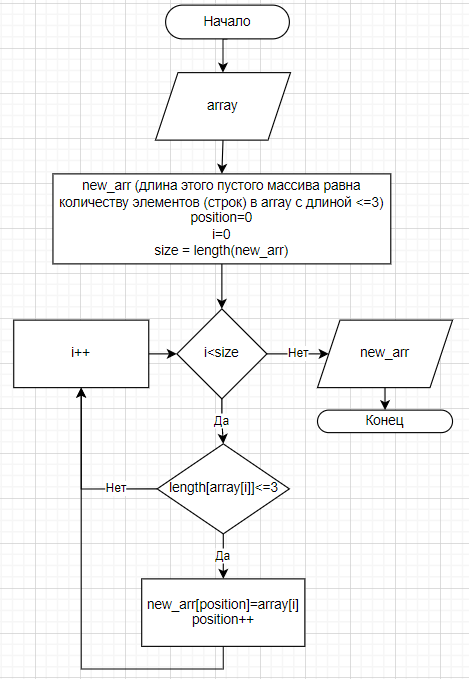 Начало
array
new_arr (длина этого пустого массива равна
количеству элементов (строк) в array с длиной <=3)
position=0
i=0
size = length(new_arr)
i++
i<size
Нет
new_arr
Да
Конец
length[array[i]]<=3
Нет
Да
new_arr[position]=array[i]
position++